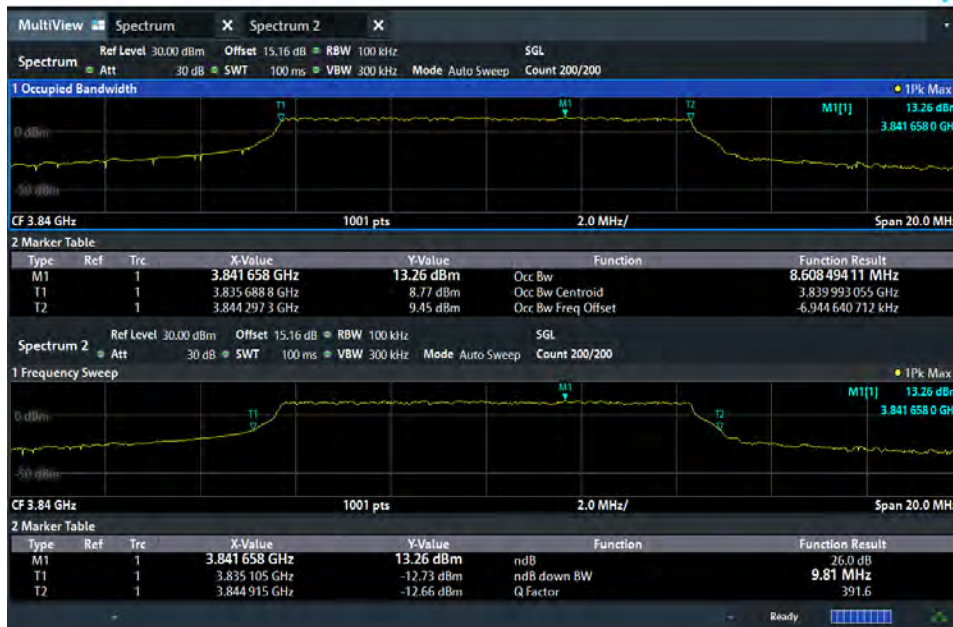 MultiView Spectrum X Spectrum 2 X
Ref Level 30.00 dBm Offset 15.16 dB RBW 100 kHz SGL
Spectrum Att 30 dB SWT 100 ms VBW 300 kHz Mode Auto Sweep Count 200/200
1 Occupied Bandwidth 1Pk Max
T1 M1 T2 M1[1] 13.26 dBm
0 dBm 3.841 658 0 GH
-50 dBm
CF 3.84 GHz 1001 pts 2.0 MHz/ Span 20.0 MH
2 Marker Table
Type Ref Trc X-Value Y-Value Function Function Result
M1 1 3.841 658 GHz 13.26 dBm Occ Bw 8.608 494 11 MHz
T1 1 3.835 688 8 GHz 8.77 dBm Occ Bw Centroid 3.839 993 055 GHz
T2 1 3.844 297 3 GHz 9.45 dBm Occ Bw Freq Offset -6.944 640 712 kHz
Ref Level 30.00 dBm Offset 15.16 dB RBW 100 kHz SGL
Spectrum 2 Att 30 dB SWT 100 ms VBW 300 kHz Mode Auto Sweep Count 200/200
1 Frequency Sweep 1Pk Max
M1 M1[1] 13.26 dBm
T1 T2 3.841 658 0 GH
0 dBm
-50 dBm
CF 3.84 GHz 1001 pts 2.0 MHz/ Span 20.0 MH
2 Marker Table
Type Ref Trc X-Value Y-Value Function Function Result
M1 1 3.841 658 GHz 13.26 dBm ndB 26.0 dB
T1 1 3.835 105 GHz -12.73 dBm ndB down BW 9.81 MHz
T2 1 3.844 915 GHz -12.66 dBm Q Factor 391.6
Ready